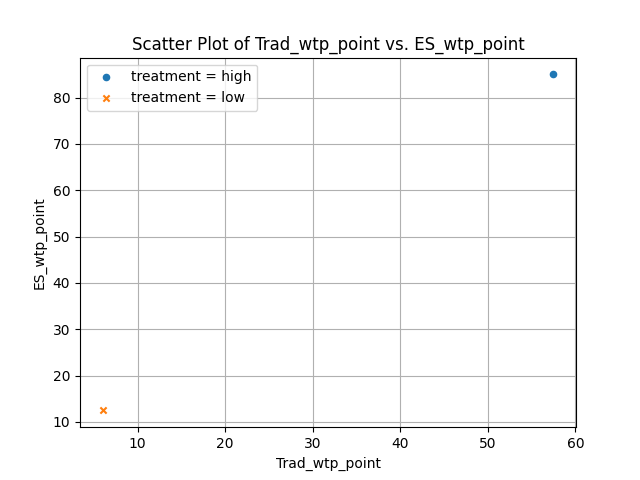 Scatter Plot of Trad_wtp_point vs. ES_wtp_point
treatment = high
treatment = low
80
70
60
50
40
30
20
10
ES_wtp_point
10 20 30 40 50 60
Trad_wtp_point